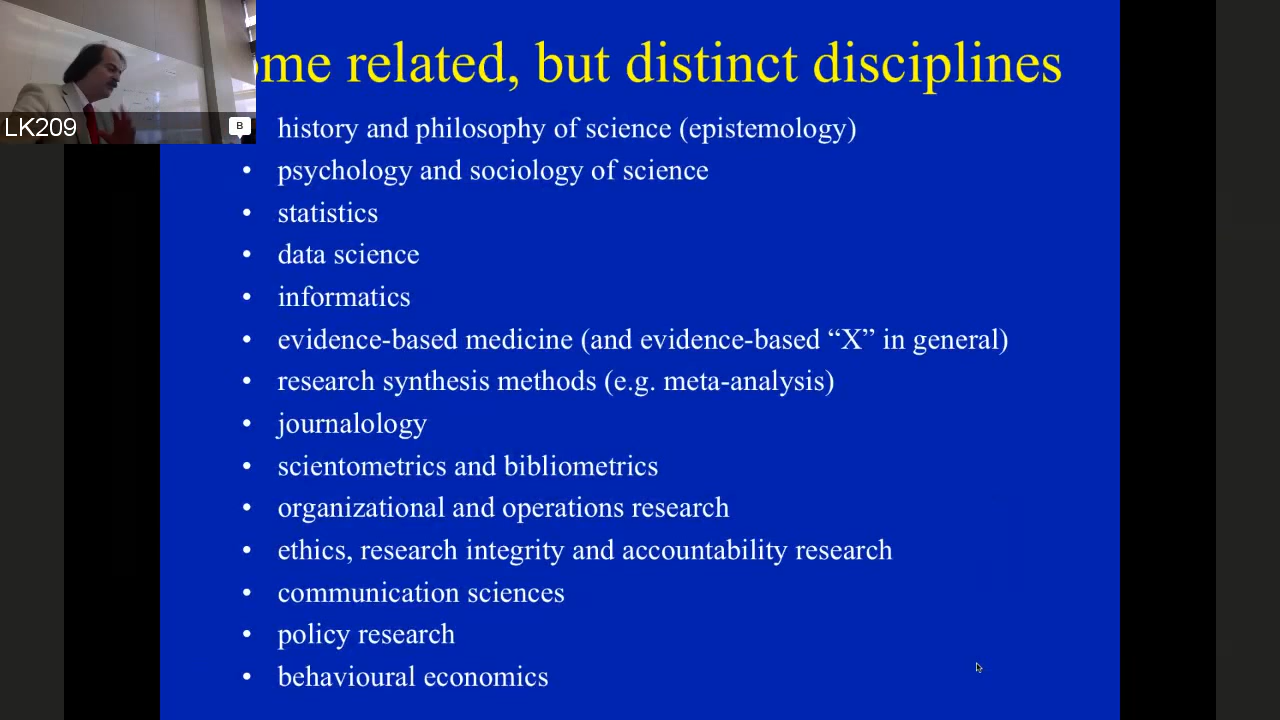 ome related, but distinct disciplines
LK209
B
history and philosophy of science (epistemology)
• psychology and sociology of science
• statistics
• data science
• informatics
• evidence-based medicine (and evidence-based “X” in general)
• research synthesis methods (e.g. meta-analysis)
• journalology
• scientometrics and bibliometrics
• organizational and operations research
• ethics, research integrity and accountability research
• communication sciences
• policy research
• behavioural economics